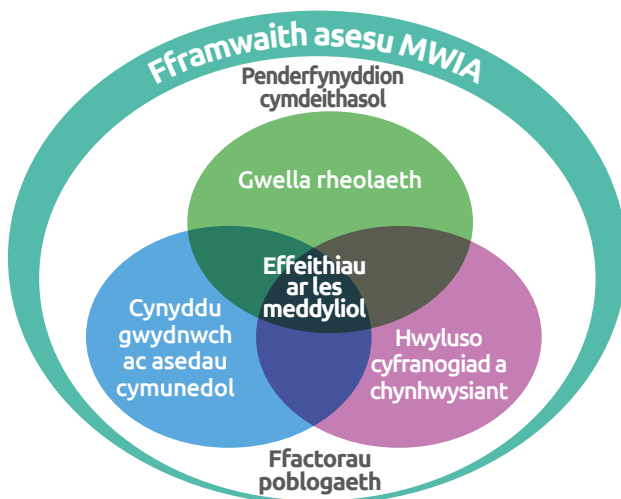 Fframwaith asesu MWIA
Penderfynyddion
cymdeithasol
Gwella rheolaeth
Effeithiau
ar les
meddyliol
Cynyddu
gwydnwch
ac asedau
cymunedol
Hwyluso
cyfranogiad a
chynhwysiant
Ffactorau
poblogaeth